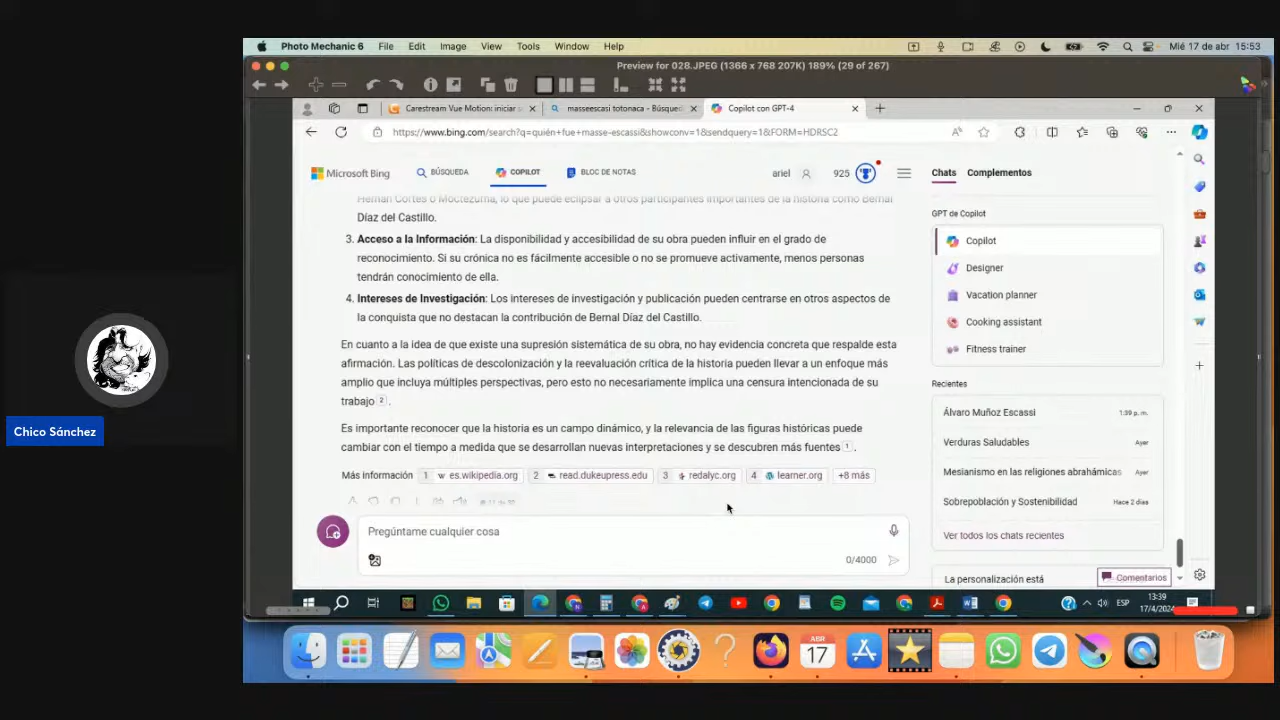 Photo Mechanic 6 File Edit Image View Tools Window Help Mié 17 de abr 15:53
Preview for 028.JPEG (1366 x 768 207K) 189% (29 of 267)
Carestream Vue Motion: iniciar s masseescasi totonaca - Búsqued Copilot con GPT-4
https://www.bing.com/search?q=quién+fue+masse-escassi&showconv=1&sendquery=1&FORM=HDRSC2
Microsoft Bing BÚSQUEDA COPILOT BLOC DE NOTAS ariel 925 Chats Complementos
Hernán Cortés o Moctezuma, lo que puede eclipsar a otros participantes importantes de la historia como Bernal
Díaz del Castillo.
3. Acceso a la Información: La disponibilidad y accesibilidad de su obra pueden influir en el grado de
reconocimiento. Si su crónica no es fácilmente accesible o no se promueve activamente, menos personas
tendrán conocimiento de ella.
4. Intereses de Investigación: Los intereses de investigación y publicación pueden centrarse en otros aspectos de
la conquista que no destacan la contribución de Bernal Díaz del Castillo.
En cuanto a la idea de que existe una supresión sistemática de su obra, no hay evidencia concreta que respalde esta
afirmación. Las políticas de descolonización y la reevaluación crítica de la historia pueden llevar a un enfoque más
amplio que incluya múltiples perspectivas, pero esto no necesariamente implica una censura intencionada de su
trabajo 2.
Es importante reconocer que la historia es un campo dinámico, y la relevancia de las figuras históricas puede
cambiar con el tiempo a medida que se desarrollan nuevas interpretaciones y se descubren más fuentes 1.
Más información 1 es.wikipedia.org 2 read.dukeupress.edu 3 redalyc.org 4 learner.org +8 más
Pregúntame cualquier cosa
0/4000
GPT de Copilot
Copilot
Designer
Vacation planner
Cooking assistant
Fitness trainer
Recientes
Álvaro Muñoz Escassi 1:39 p. m.
Verduras Saludables Ayer
Mesianismo en las religiones abrahámicas Ayer
Sobrepoblación y Sostenibilidad Hace 2 días
Ver todos los chats recientes
La personalización está Comentarios
ESP 13:39
17/4/2024
ABR
17
Chico Sánchez